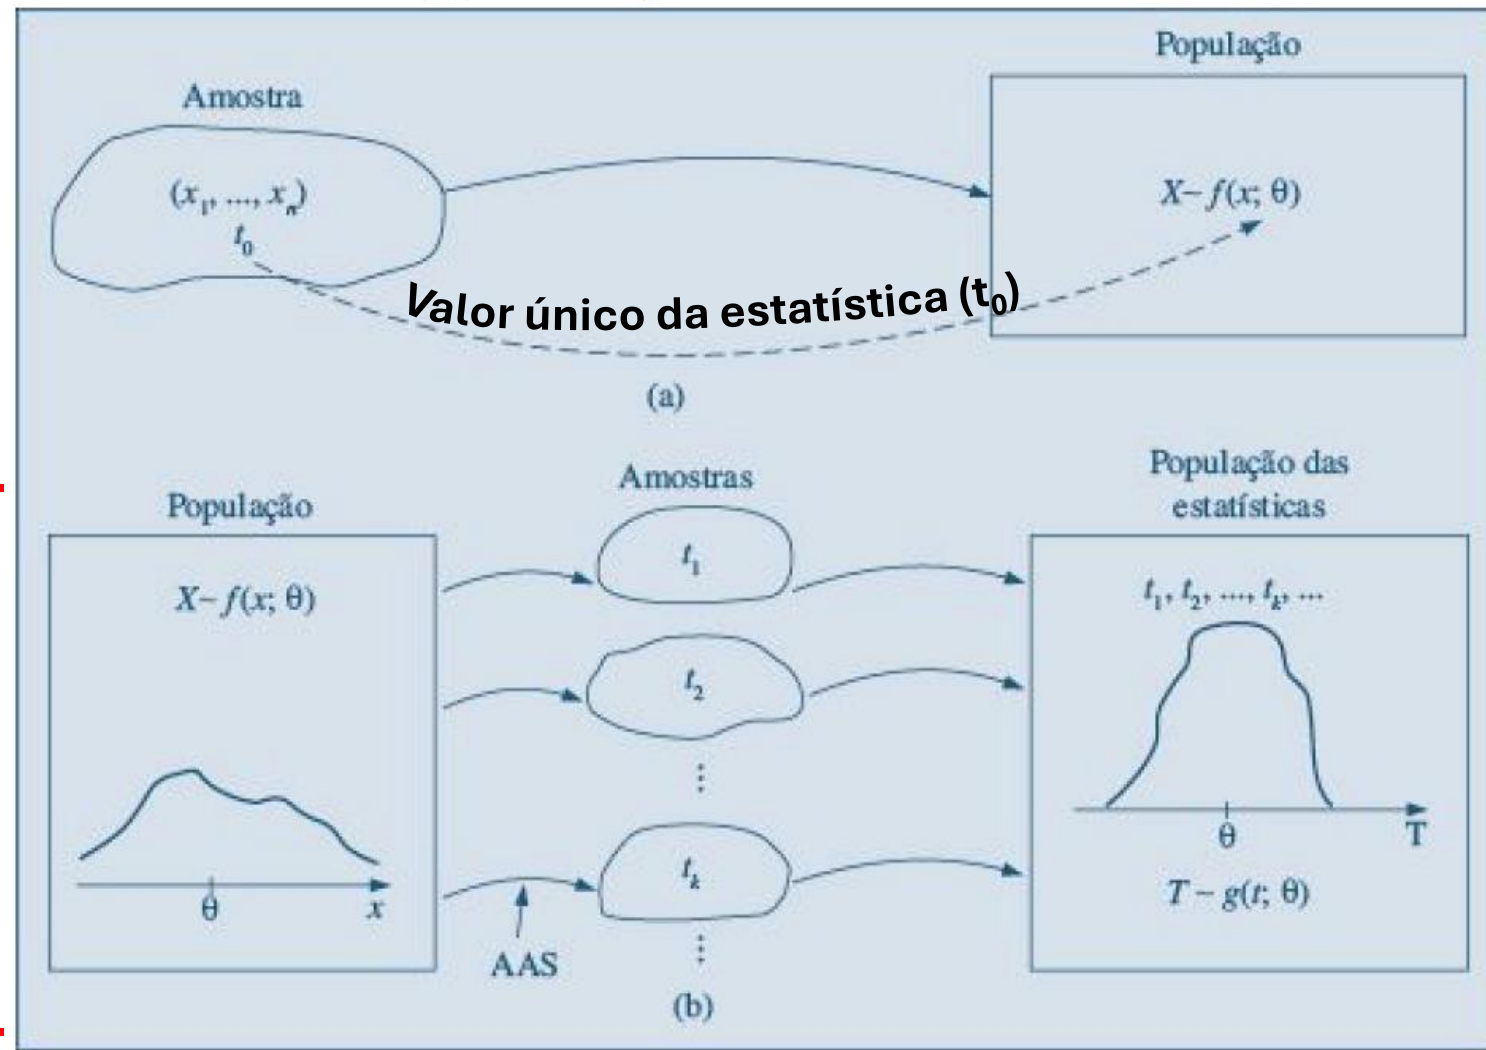 População
Amostra
(x₁, ..., xₙ)
t₀
X~ f(x; θ)
Valor único da estatística (t₀)
(a)
População
Amostras
População das
estatísticas
X~ f(x; θ)
θ
x
t₁
t₂
⋮
tₖ
⋮
AAS
t₁, t₂, ..., tₖ, ...
θ
T
T ~ g(t; θ)
(b)